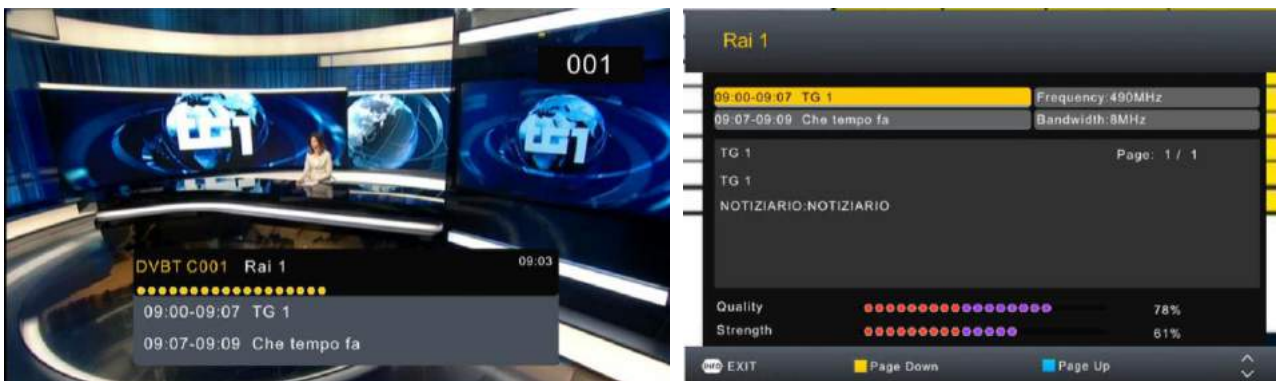 001
DVBT C001 Rai 1 09:03
09:00-09:07 TG 1
09:07-09:09 Che tempo fa
Rai 1
09:00-09:07 TG 1 Frequency:490MHz
09:07-09:09 Che tempo fa Bandwidth:8MHz
TG 1 Page: 1/ 1
TG 1
NOTIZIARIO:NOTIZIARIO
Quality 78%
Strength 61%
INFO EXIT Page Down Page Up